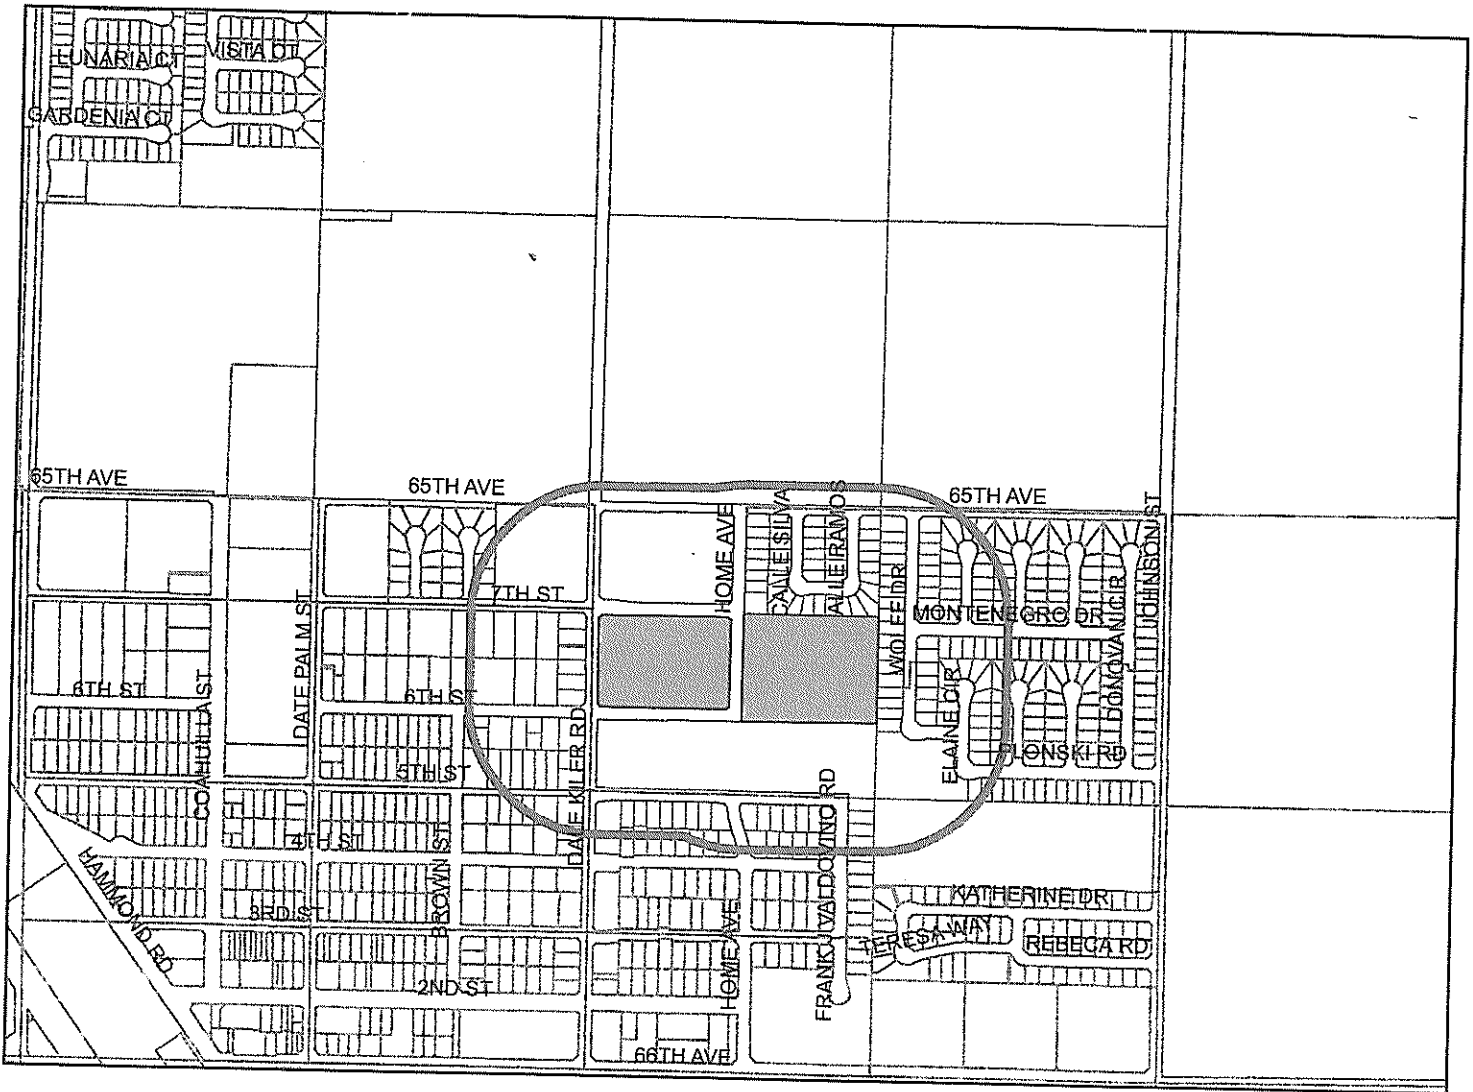 LUNARIA CT
VISTA CT
GARDENIA CT
65TH AVE
65TH AVE
65TH AVE
HOME AVE
CALLE SILVA
ALLE RAMOS
JOHNSON ST
7TH ST
DATE PALM ST
WOLFF DR
MONTENEGRO DR
DONOVAN CIR
6TH ST
6TH ST
COAHUILLA ST
DALE KILER RD
ELAINE CIR
PLONSKI RD
5TH ST
4TH ST
BROWN ST
HAMMOND RD
3RD ST
FRANK J VALDOVINO RD
KATHERINE DR
TERESA WAY
REBECA RD
HOME AVE
2ND ST
66TH AVE